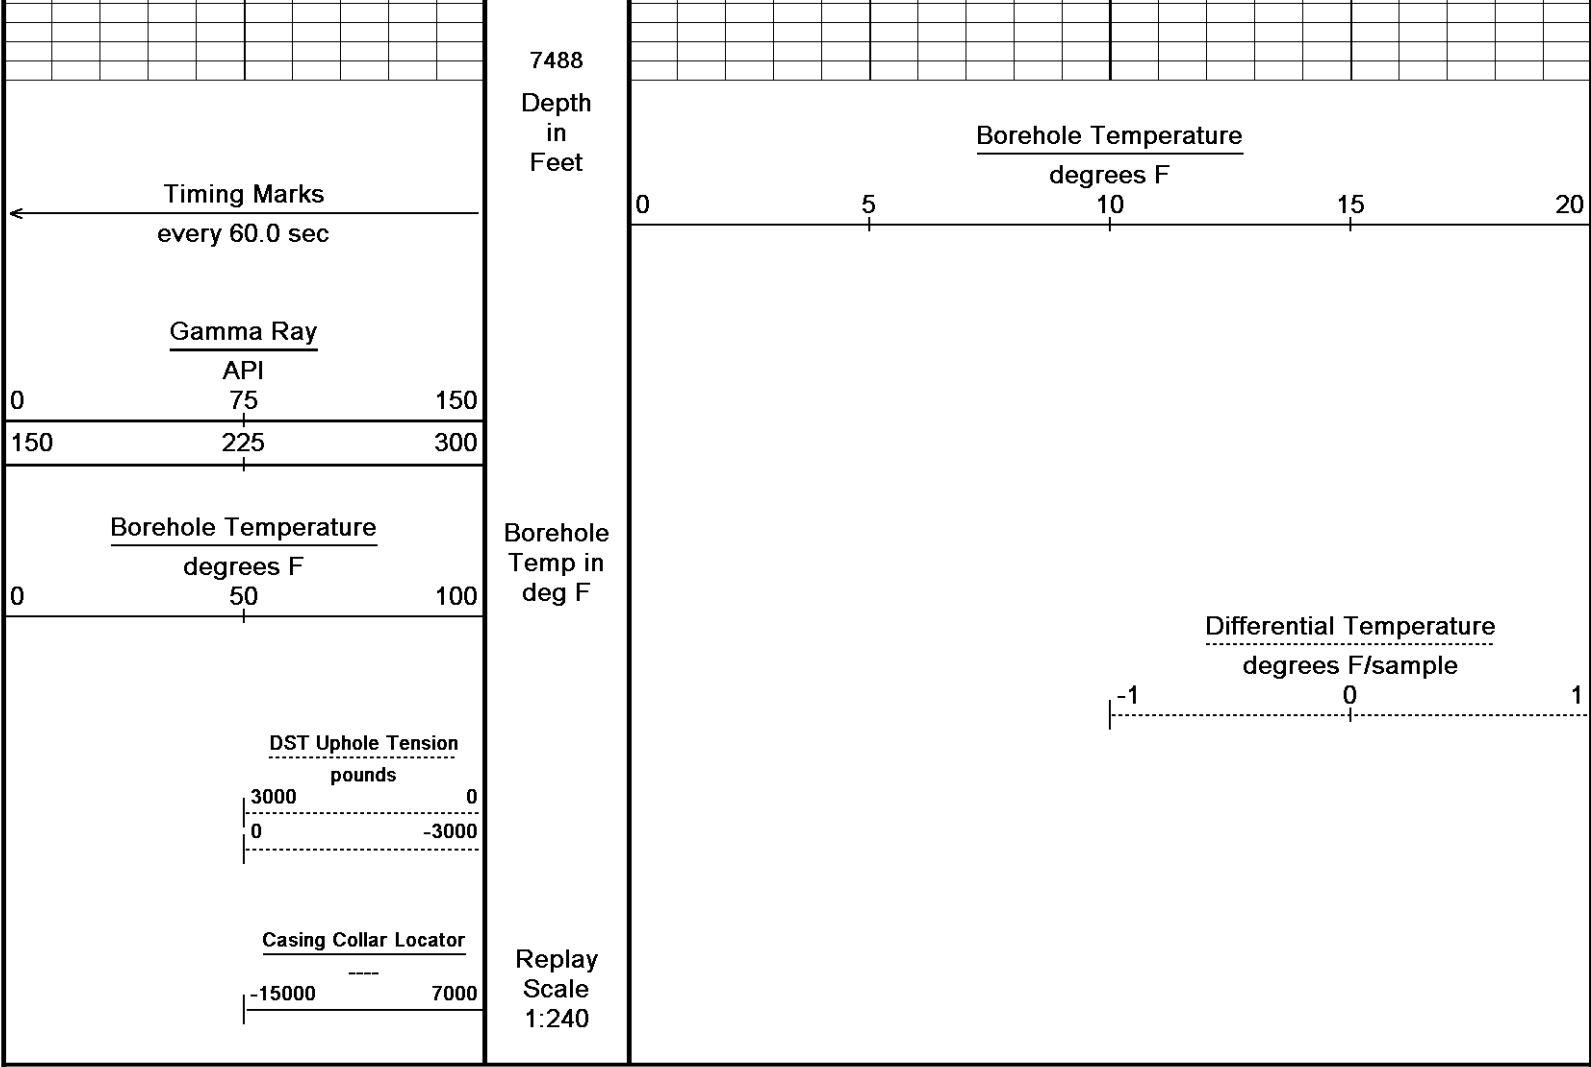 7488
Depth
in
Feet
Borehole Temperature
degrees F
0 5 10 15 20
Timing Marks
every 60.0 sec
Gamma Ray
API
0 75 150
150 225 300
Borehole Temperature
degrees F
0 50 100
Borehole
Temp in
deg F
Differential Temperature
degrees F/sample
-1 0 1
DST Uphole Tension
pounds
3000 0
0 -3000
Casing Collar Locator
----
-15000 7000
Replay
Scale
1:240